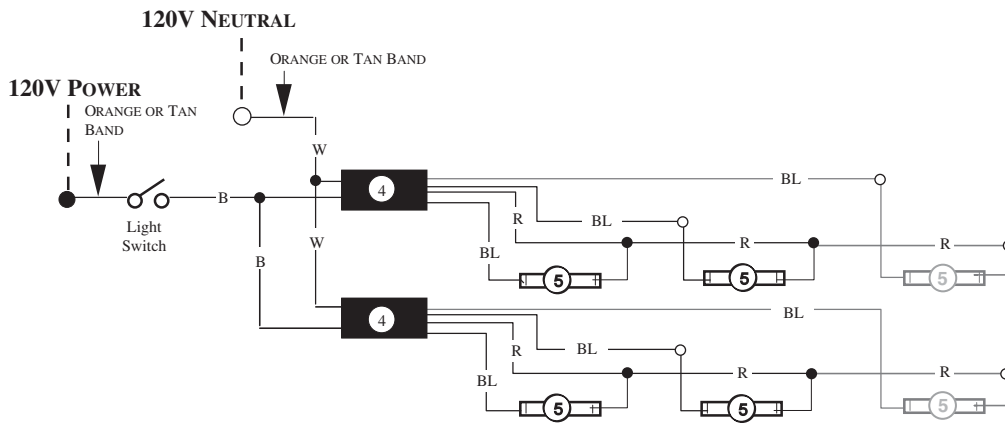 120V NEUTRAL
ORANGE OR TAN BAND
120V POWER
ORANGE OR TAN
BAND
W
4
BL
B
Light
Switch
R
BL
R
R
W
BL
B
5
5
5
4
BL
R
BL
R
R
BL
5
5
5